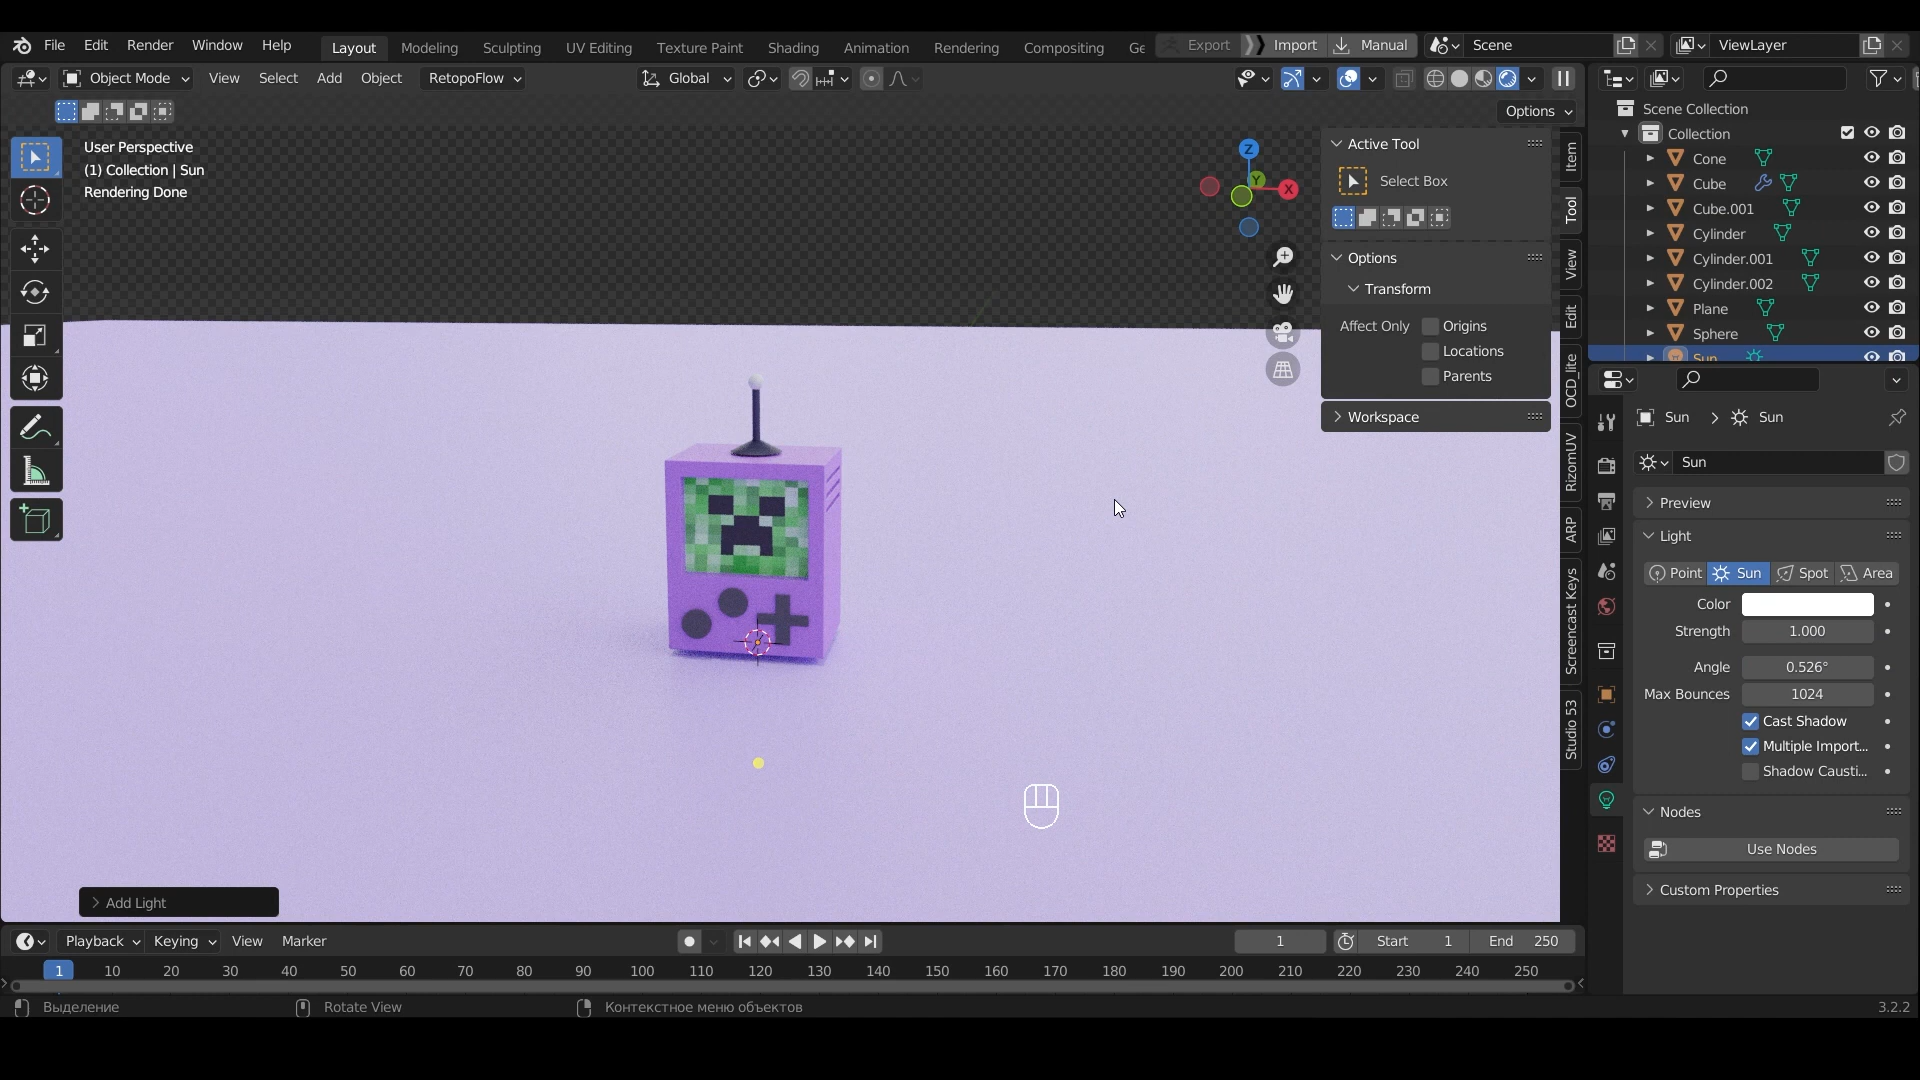 File Edit Render Window Help Layout Modeling Sculpting UV Editing Texture Paint Shading Animation Rendering Compositing Ge Export Import Manual Scene ViewLayer
Object Mode View Select Add Object RetopoFlow Global
Options
User Perspective
(1) Collection | Sun
Rendering Done
Z
Y
X
Active Tool
Select Box
Options
Transform
Affect Only Origins
Locations
Parents
Workspace
Item
Tool
View
Edit
OCD_lite
RizomUV
ARP
Screencast Keys
Studio 53
Scene Collection
Collection
Cone
Cube
Cube.001
Cylinder
Cylinder.001
Cylinder.002
Plane
Sphere
Sun
Sun Sun
Sun
Preview
Light
Point Sun Spot Area
Color
Strength 1.000
Angle 0.526°
Max Bounces 1024
Cast Shadow
Multiple Import...
Shadow Causti...
Nodes
Use Nodes
Custom Properties
Add Light
Playback Keying View Marker 1 Start 1 End 250
1 10 20 30 40 50 60 70 80 90 100 110 120 130 140 150 160 170 180 190 200 210 220 230 240 250
Выделение Rotate View Контекстное меню объектов 3.2.2